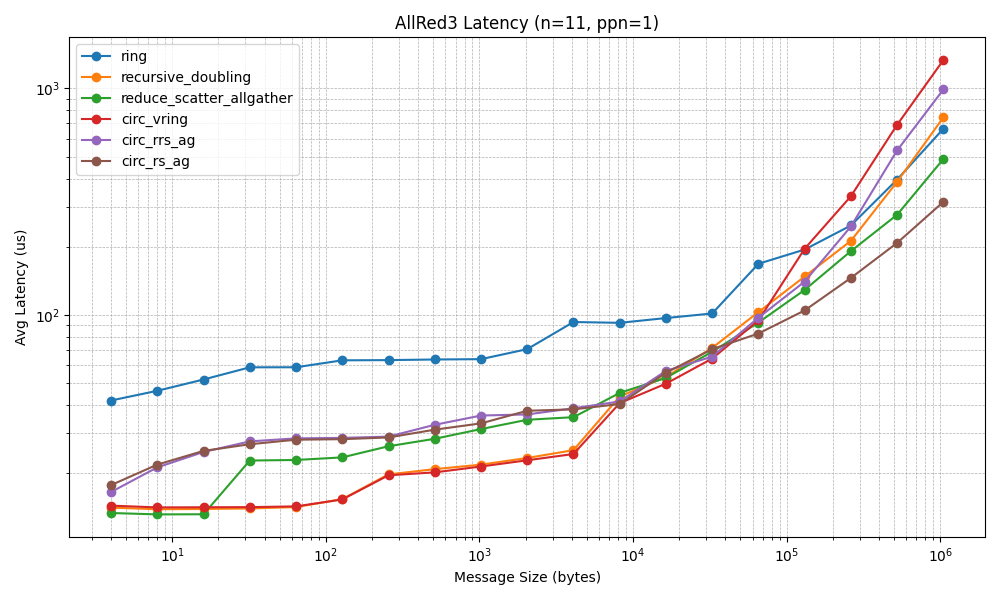 AllRed3 Latency (n=11, ppn=1)
ring
recursive_doubling
reduce_scatter_allgather
circ_vring
circ_rrs_ag
circ_rs_ag
Avg Latency (us)
10³
10²
10¹ 10² 10³ 10⁴ 10⁵ 10⁶
Message Size (bytes)